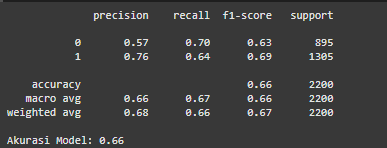 precision recall f1-score support
0 0.57 0.70 0.63 895
1 0.76 0.64 0.69 1305
accuracy 0.66 2200
macro avg 0.66 0.67 0.66 2200
weighted avg 0.68 0.66 0.67 2200
Akurasi Model: 0.66